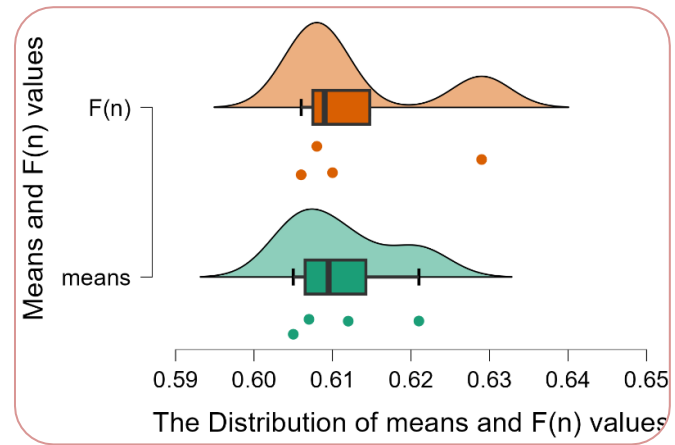 Means and F(n) values
F(n)
means
0.59 0.60 0.61 0.62 0.63 0.64 0.65
The Distribution of means and F(n) values